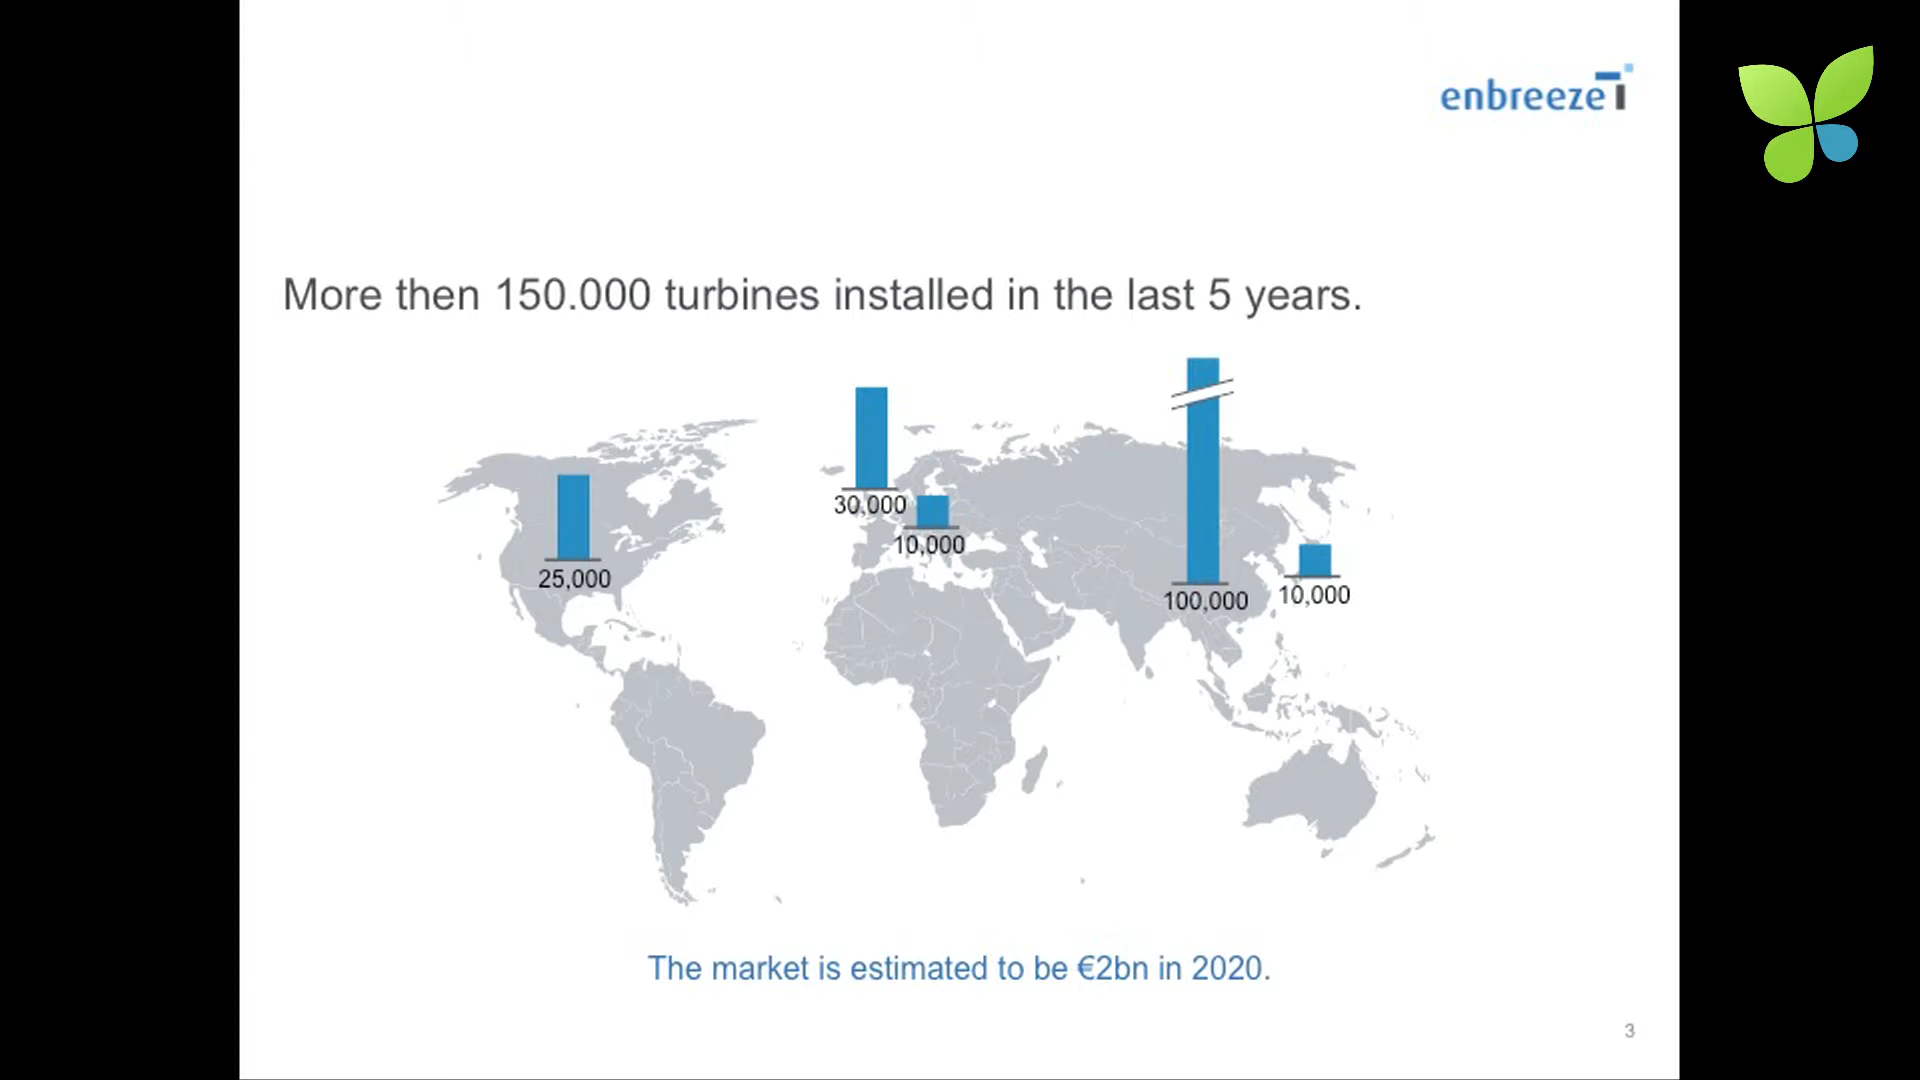 enbreeze
More then 150.000 turbines installed in the last 5 years.
30,000
10,000
25,000
100,000
10,000
The market is estimated to be €2bn in 2020.
3